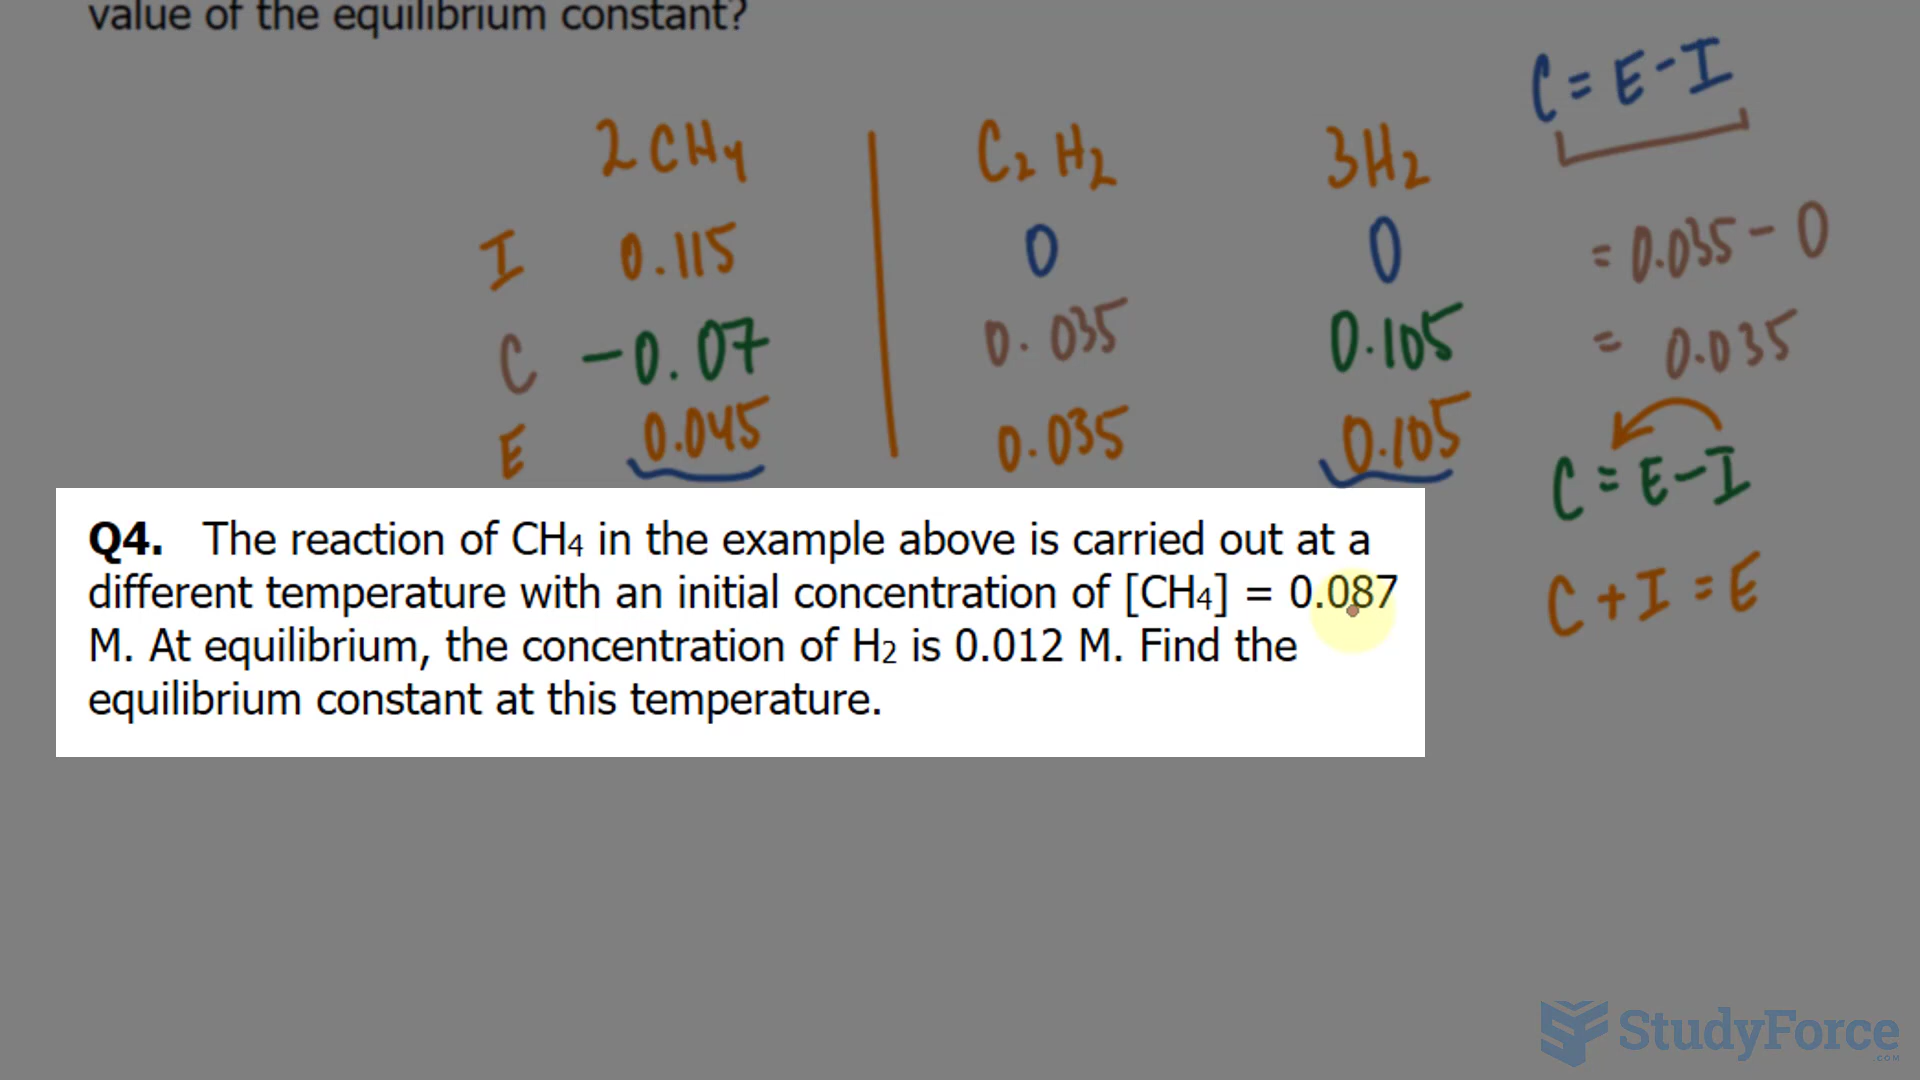 value of the equilibrium constant?
C = E - I
2CH4 C2H2 3H2
I 0.115 0 0 = 0.035 - 0
C -0.07 0.035 0.105 = 0.035
E 0.045 0.035 0.105
C = E - I
C + I = E
Q4. The reaction of CH4 in the example above is carried out at a
different temperature with an initial concentration of [CH4] = 0.087
M. At equilibrium, the concentration of H2 is 0.012 M. Find the
equilibrium constant at this temperature.
StudyForce
.COM